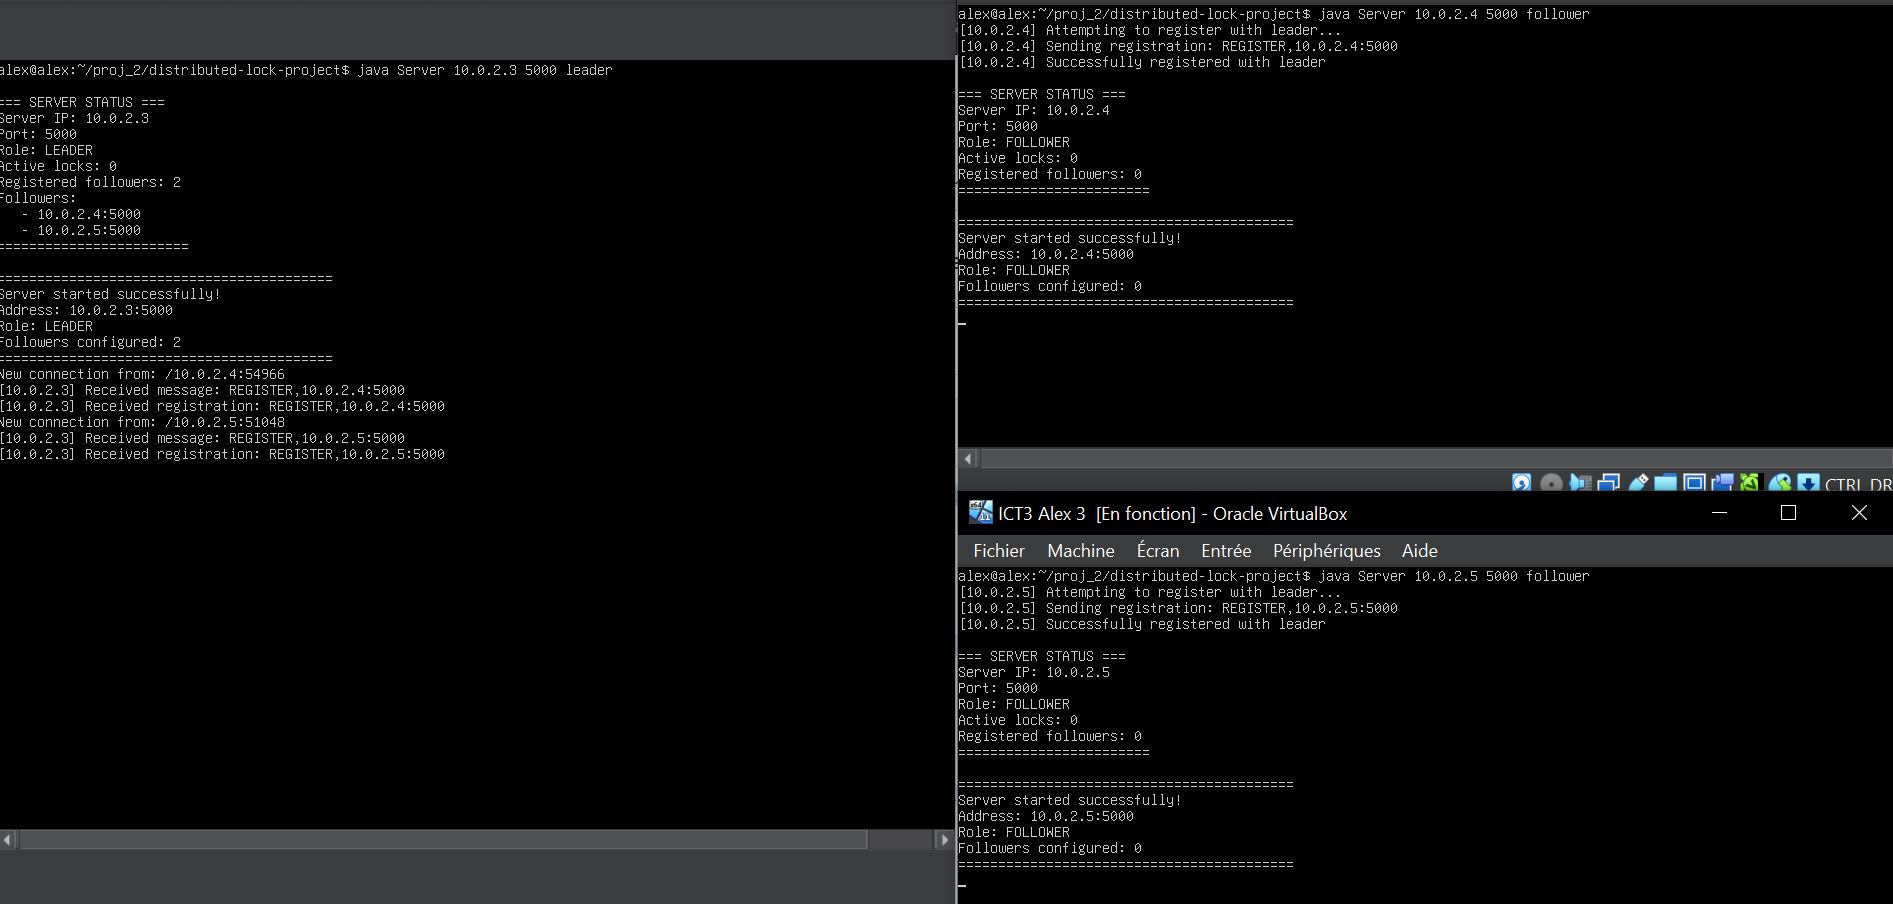 alex@alex:~/proj_2/distributed-lock-project$ java Server 10.0.2.3 5000 leader
=== SERVER STATUS ===
Server IP: 10.0.2.3
Port: 5000
Role: LEADER
Active locks: 0
Registered followers: 2
Followers:
- 10.0.2.4:5000
- 10.0.2.5:5000
========================
==========================================
Server started successfully!
Address: 10.0.2.3:5000
Role: LEADER
Followers configured: 2
==========================================
New connection from: /10.0.2.4:54966
[10.0.2.3] Received message: REGISTER,10.0.2.4:5000
[10.0.2.3] Received registration: REGISTER,10.0.2.4:5000
New connection from: /10.0.2.5:51048
[10.0.2.3] Received message: REGISTER,10.0.2.5:5000
[10.0.2.3] Received registration: REGISTER,10.0.2.5:5000
alex@alex:~/proj_2/distributed-lock-project$ java Server 10.0.2.4 5000 follower
[10.0.2.4] Attempting to register with leader...
[10.0.2.4] Sending registration: REGISTER,10.0.2.4:5000
[10.0.2.4] Successfully registered with leader
=== SERVER STATUS ===
Server IP: 10.0.2.4
Port: 5000
Role: FOLLOWER
Active locks: 0
Registered followers: 0
========================
==========================================
Server started successfully!
Address: 10.0.2.4:5000
Role: FOLLOWER
Followers configured: 0
==========================================
CTRL DR
ICT3 Alex 3 [En fonction] - Oracle VirtualBox
Fichier Machine Écran Entrée Périphériques Aide
alex@alex:~/proj_2/distributed-lock-project$ java Server 10.0.2.5 5000 follower
[10.0.2.5] Attempting to register with leader...
[10.0.2.5] Sending registration: REGISTER,10.0.2.5:5000
[10.0.2.5] Successfully registered with leader
=== SERVER STATUS ===
Server IP: 10.0.2.5
Port: 5000
Role: FOLLOWER
Active locks: 0
Registered followers: 0
========================
==========================================
Server started successfully!
Address: 10.0.2.5:5000
Role: FOLLOWER
Followers configured: 0
==========================================